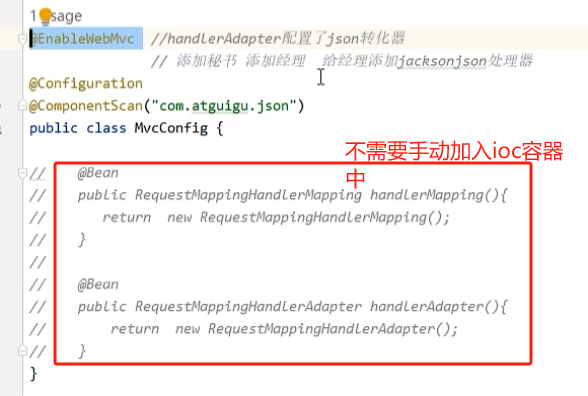 1 usage
@EnableWebMvc //handlerAdapter配置了json转化器
// 添加秘书 添加经理 给经理添加jacksonjson处理器
@Configuration
@ComponentScan("com.atguigu.json")
public class MvcConfig {
不需要手动加入ioc容器
中
// @Bean
// public RequestMappingHandlerMapping handlerMapping(){
// return new RequestMappingHandlerMapping();
// }
//
// @Bean
// public RequestMappingHandlerAdapter handlerAdapter(){
// return new RequestMappingHandlerAdapter();
// }
}